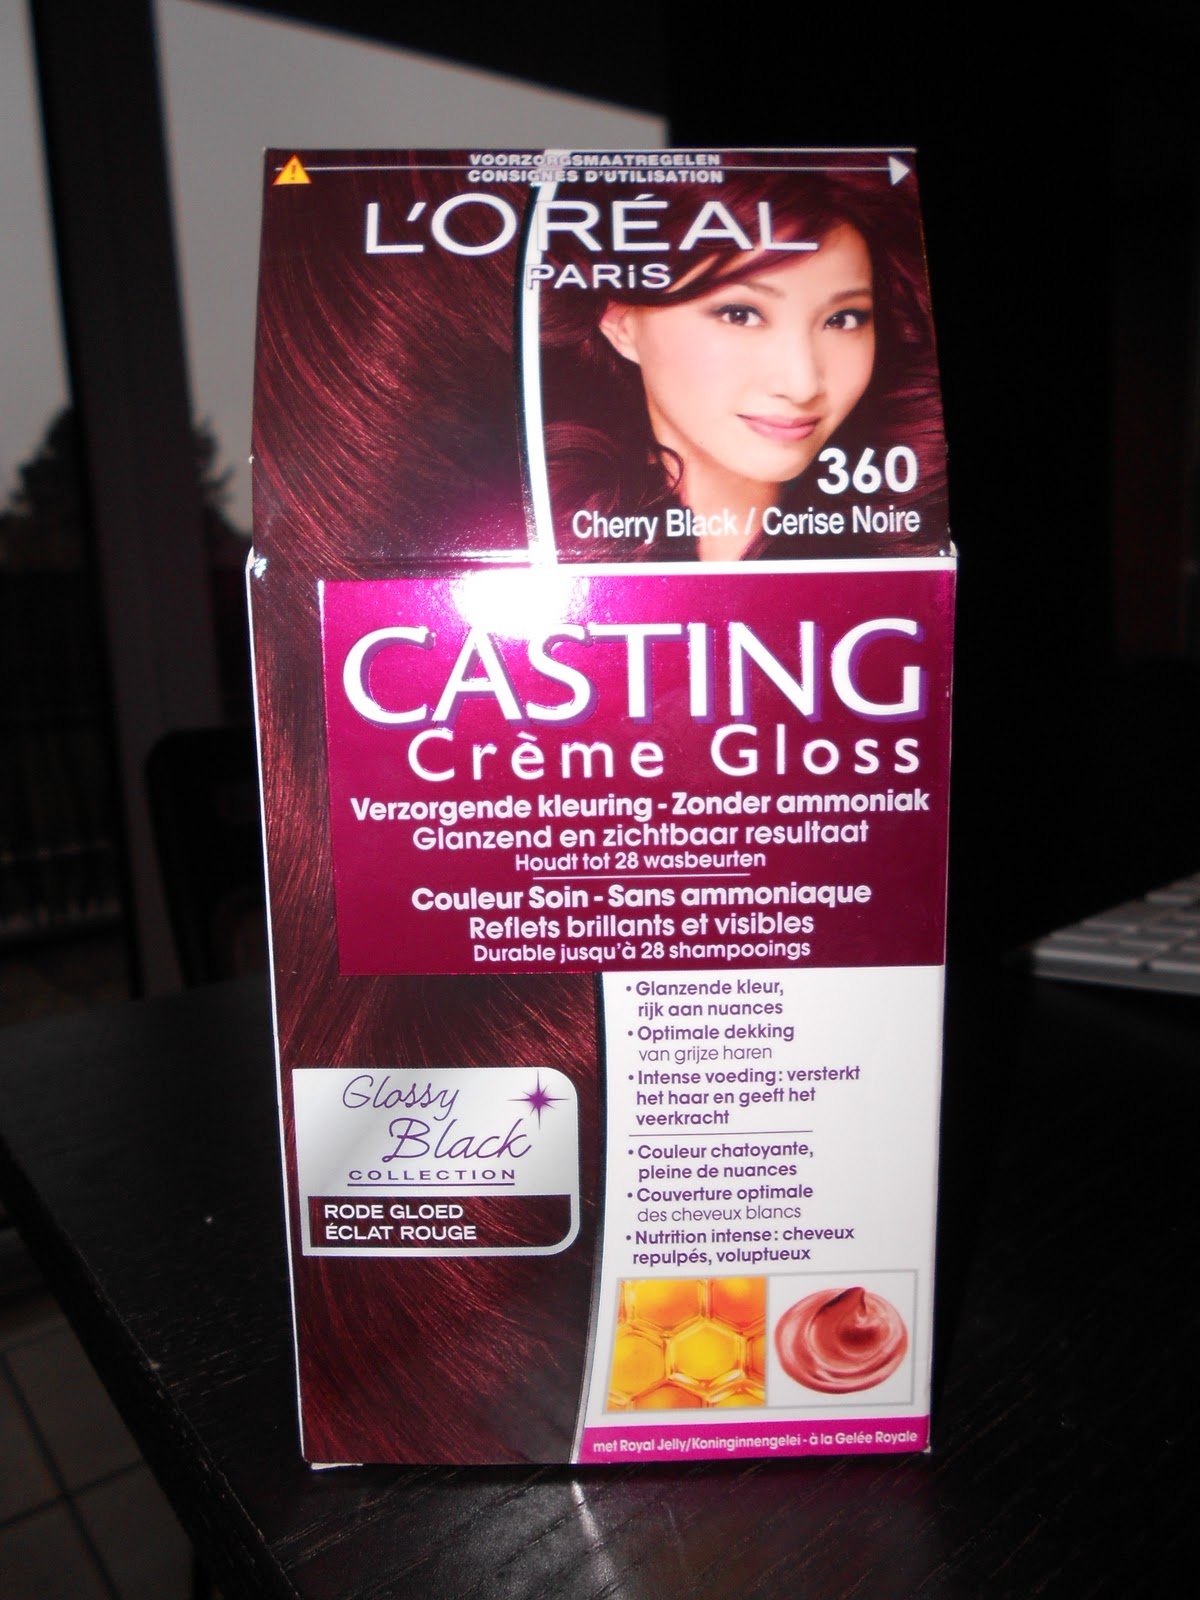 VOORZORGSMAATREGELEN
CONSIGNES D'UTILISATION
L'ORÉAL
PARiS
360
Cherry Black / Cerise Noire
CASTING
Crème Gloss
Verzorgende kleuring - Zonder ammoniak
Glanzend en zichtbaar resultaat
Houdt tot 28 wasbeurten
Couleur Soin - Sans ammoniaque
Reflets brillants et visibles
Durable jusqu'à 28 shampooings
• Glanzende kleur,
rijk aan nuances
• Optimale dekking
van grijze haren
• Intense voeding: versterkt
het haar en geeft het
veerkracht
• Couleur chatoyante,
pleine de nuances
• Couverture optimale
des cheveux blancs
• Nutrition intense: cheveux
repulpés, voluptueux
Glossy
Black
COLLECTION
RODE GLOED
ÉCLAT ROUGE
met Royal Jelly/Koninginnengelei - à la Gelée Royale